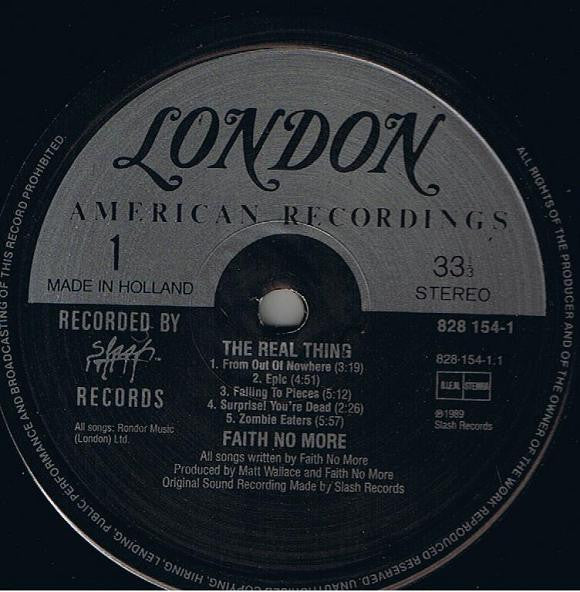 LONDON
AMERICAN RECORDINGS
1
33 1/3
MADE IN HOLLAND
STEREO
RECORDED BY
Slash
TM
RECORDS
828 154-1
828-154-1.1
B.I.E.M. STEMRA
℗1989
Slash Records
THE REAL THING
1. From Out Of Nowhere (3:19)
2. Epic (4:51)
3. Falling To Pieces (5:12)
4. Surprise! You're Dead (2:26)
5. Zombie Eaters (5:57)
FAITH NO MORE
All songs: Rondor Music
(London) Ltd.
All songs written by Faith No More
Produced by Matt Wallace and Faith No More
Original Sound Recording Made by Slash Records
ALL RIGHTS OF THE PRODUCER AND OF THE OWNER OF THE WORK REPRODUCED RESERVED. UNAUTHORISED COPYING, HIRING, LENDING, PUBLIC PERFORMANCE AND BROADCASTING OF THIS RECORD PROHIBITED.